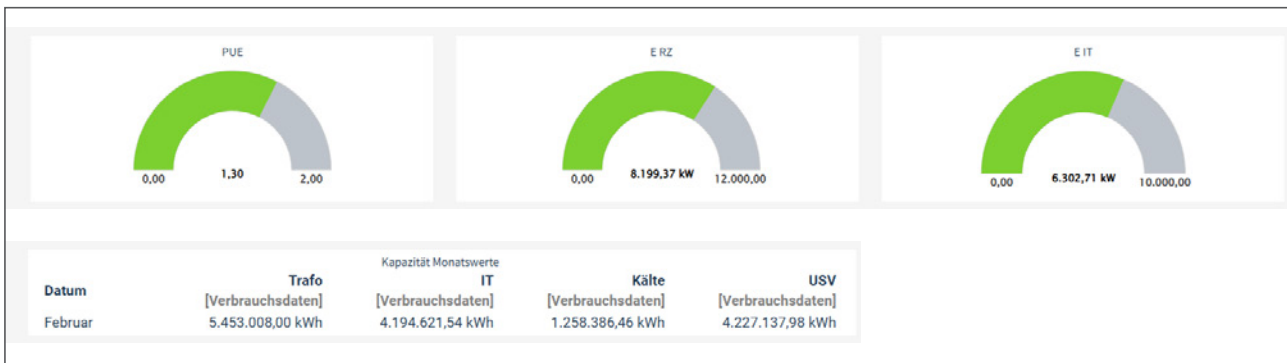 PUE
0,00 1,30 2,00
E RZ
0,00 8.199,37 kW 12.000,00
E IT
0,00 6.302,71 kW 10.000,00
Kapazität Monatswerte
Datum Trafo IT Kälte USV
[Verbrauchsdaten] [Verbrauchsdaten] [Verbrauchsdaten] [Verbrauchsdaten]
Februar 5.453.008,00 kWh 4.194.621,54 kWh 1.258.386,46 kWh 4.227.137,98 kWh